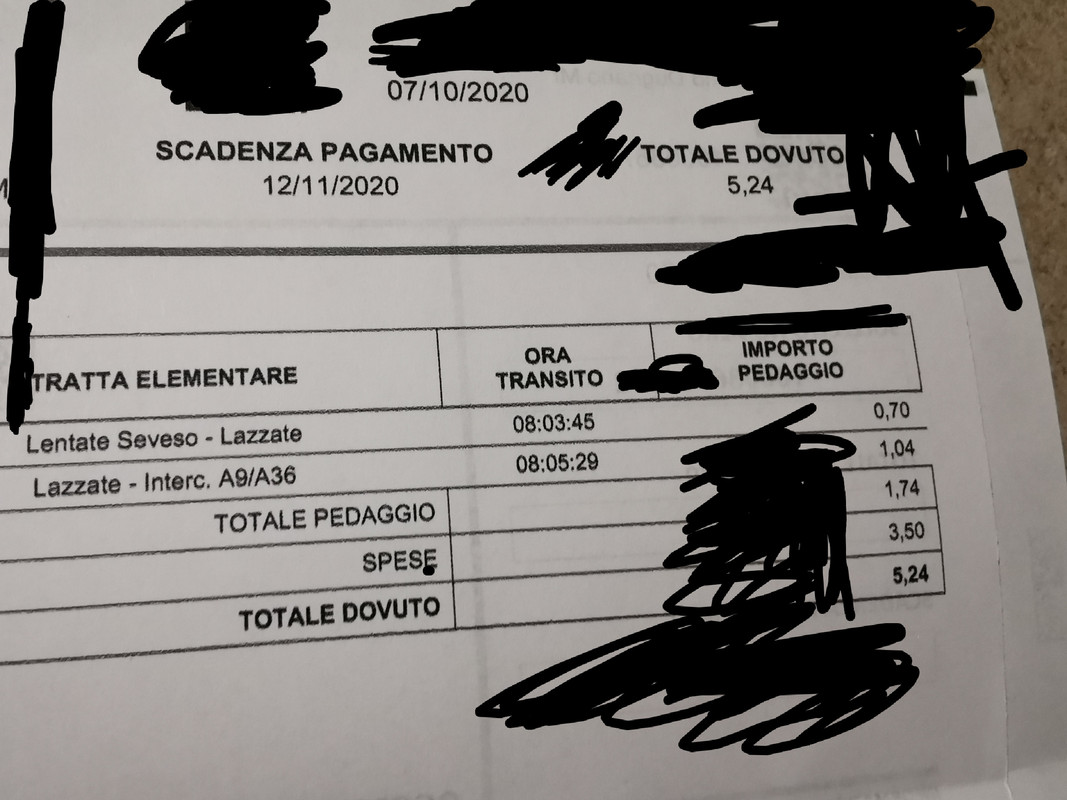 07/10/2020
SCADENZA PAGAMENTO TOTALE DOVUTO
12/11/2020 5,24
TRATTA ELEMENTARE ORA TRANSITO IMPORTO PEDAGGIO
Lentate Seveso - Lazzate 08:03:45 0,70
Lazzate - Interc. A9/A36 08:05:29 1,04
TOTALE PEDAGGIO 1,74
SPESE 3,50
TOTALE DOVUTO 5,24